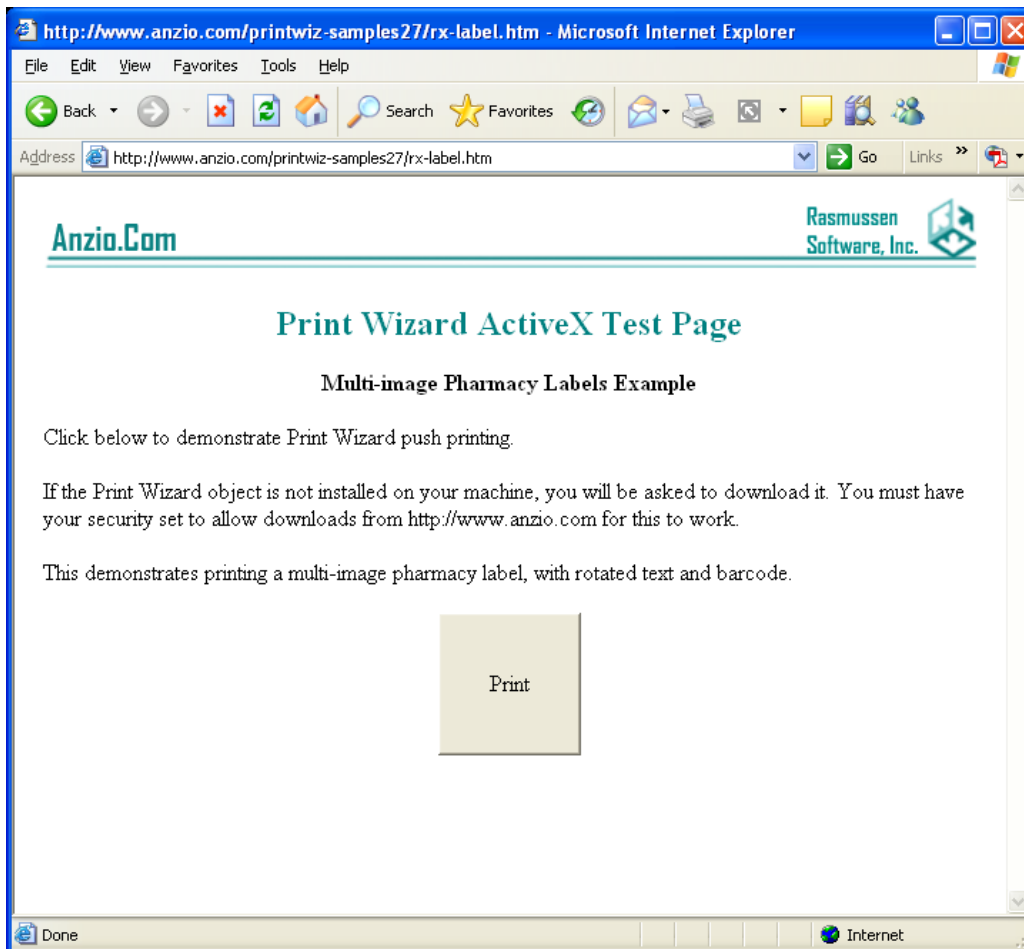 http://www.anzio.com/printwiz-samples27/rx-label.htm - Microsoft Internet Explorer
File Edit View Favorites Tools Help
Back Search Favorites
Address http://www.anzio.com/printwiz-samples27/rx-label.htm Go Links »
Anzio.Com
Rasmussen
Software, Inc.
Print Wizard ActiveX Test Page
Multi-image Pharmacy Labels Example
Click below to demonstrate Print Wizard push printing.
If the Print Wizard object is not installed on your machine, you will be asked to download it. You must have
your security set to allow downloads from http://www.anzio.com for this to work.
This demonstrates printing a multi-image pharmacy label, with rotated text and barcode.
Print
Done Internet